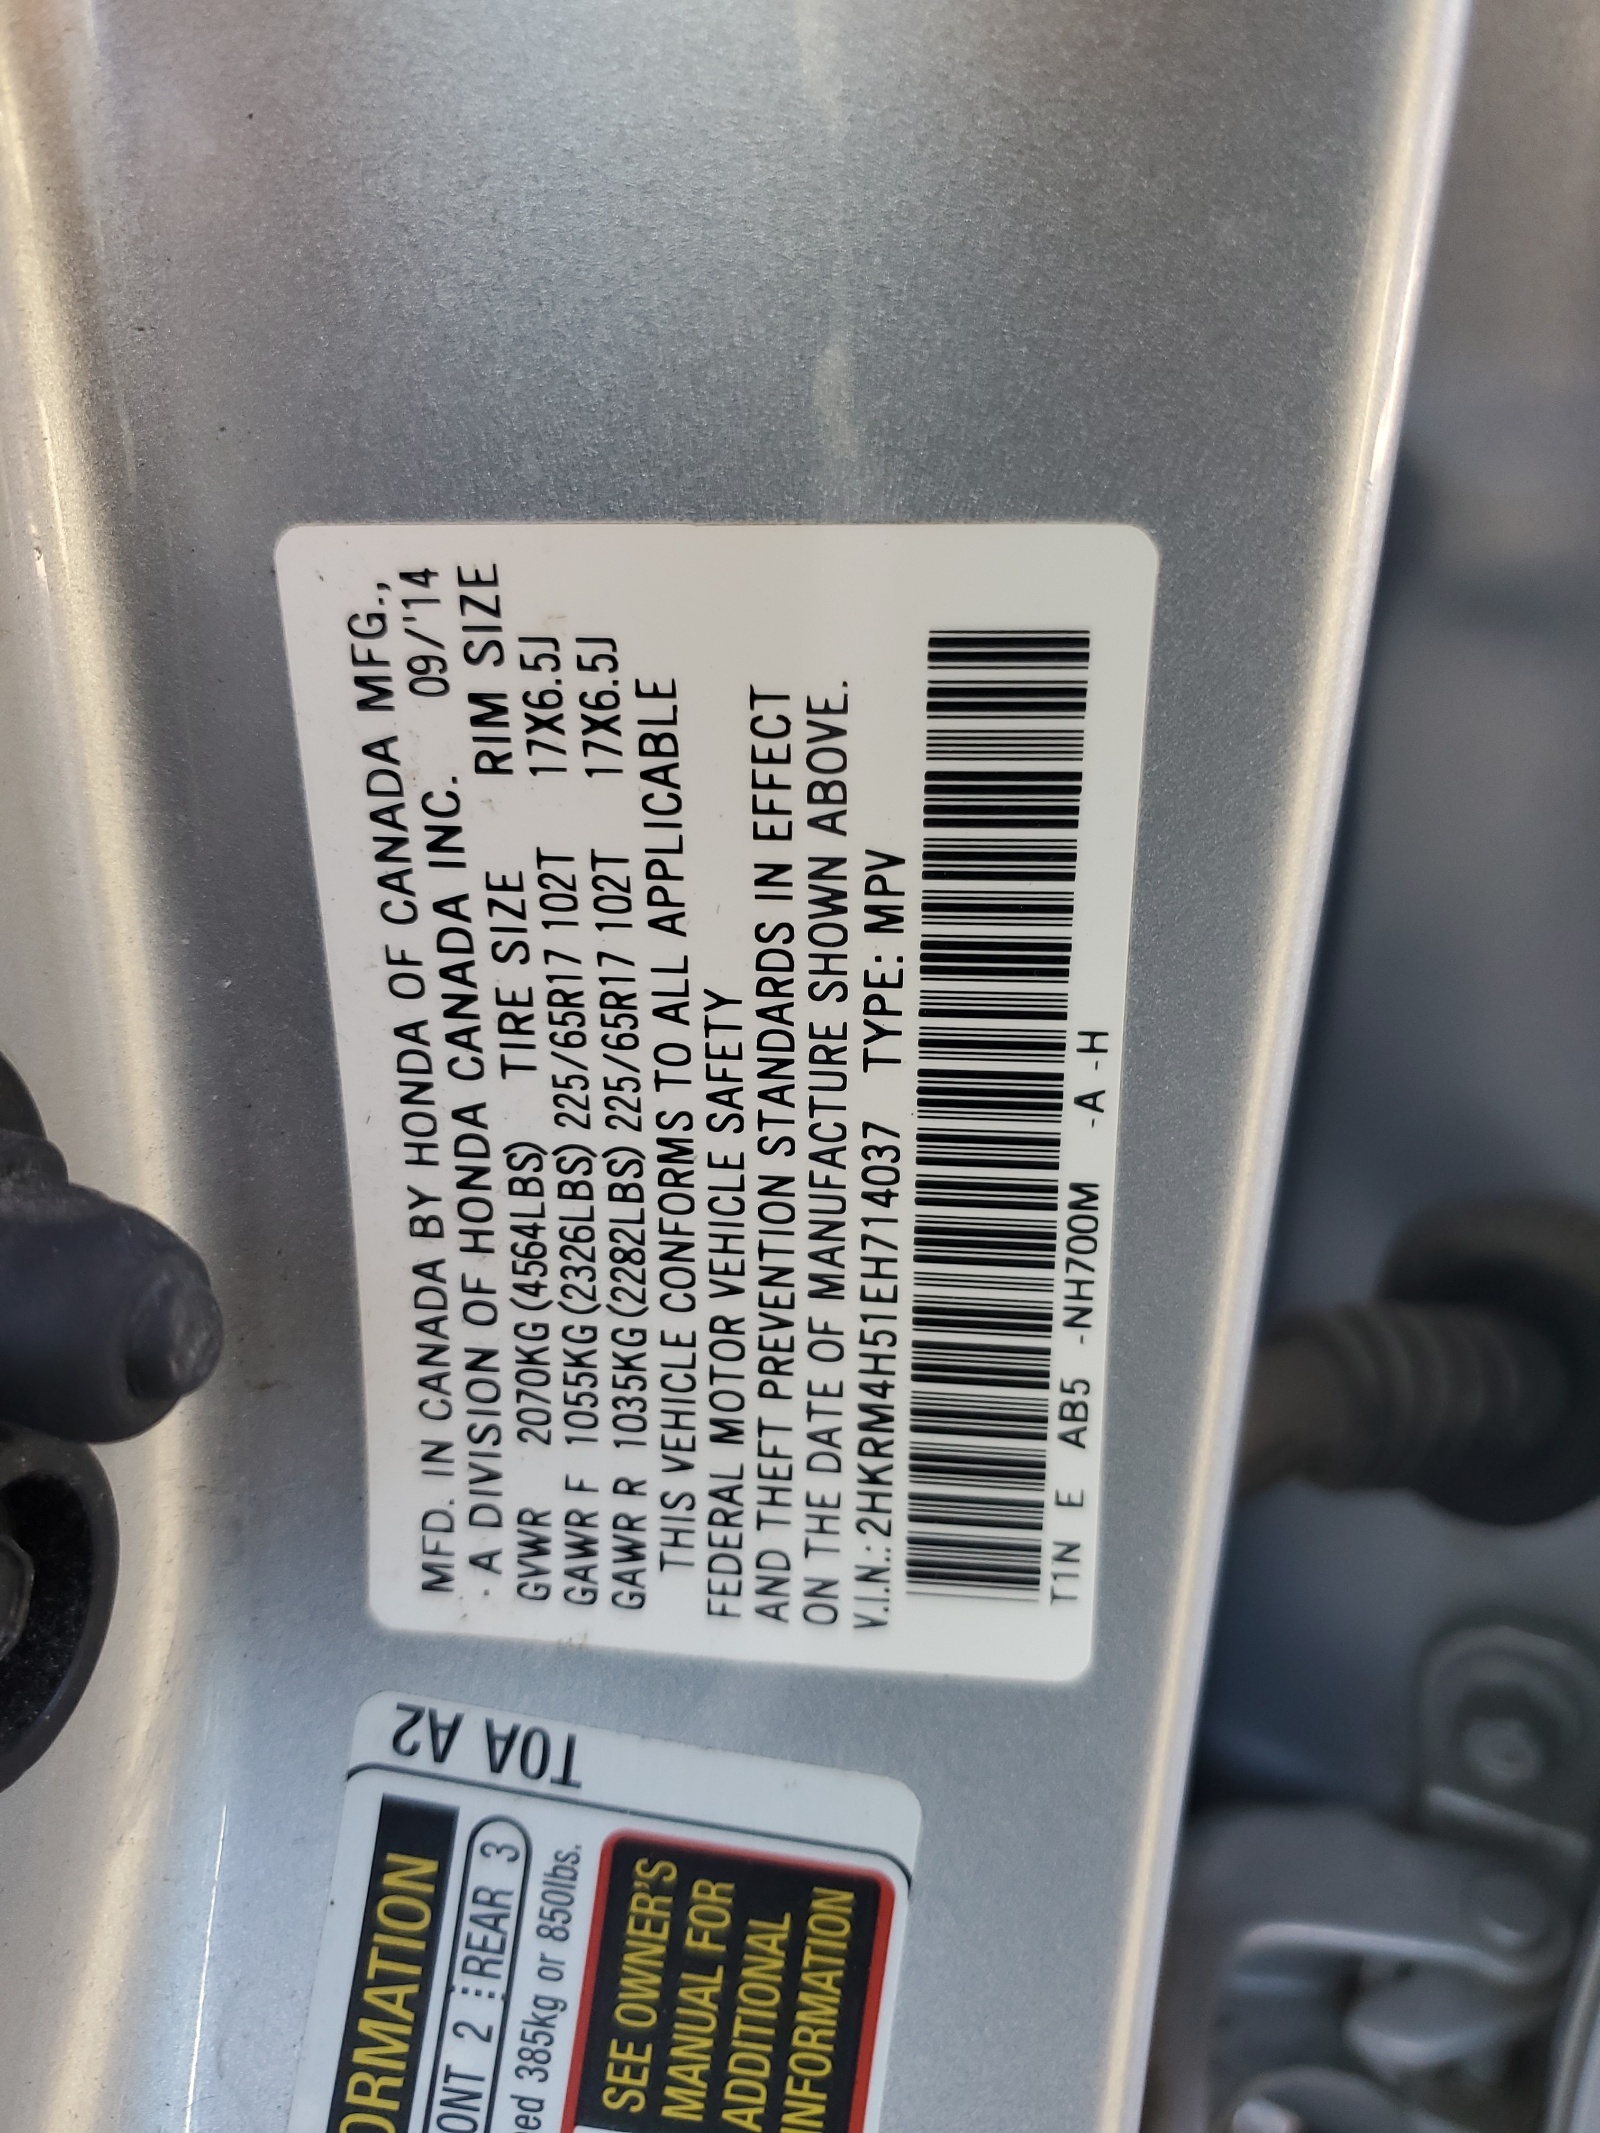 MFD. IN CANADA BY HONDA OF CANADA MFG.,
A DIVISION OF HONDA CANADA INC. 09/'14
GVWR 2070KG(4564LBS) TIRE SIZE RIM SIZE
GAWR F 1055KG(2326LBS) 225/65R17 102T 17X6.5J
GAWR R 1035KG(2282LBS) 225/65R17 102T 17X6.5J
THIS VEHICLE CONFORMS TO ALL APPLICABLE
FEDERAL MOTOR VEHICLE SAFETY
AND THEFT PREVENTION STANDARDS IN EFFECT
ON THE DATE OF MANUFACTURE SHOWN ABOVE.
V.I.N.:2HKRM4H51EH714037 TYPE: MPV
T1N E AB5 -NH700M -A -H
T0A A2
ORMATION
ONT 2 REAR 3
ed 385kg or 850lbs.
SEE OWNER'S
MANUAL FOR
ADDITIONAL
INFORMATION